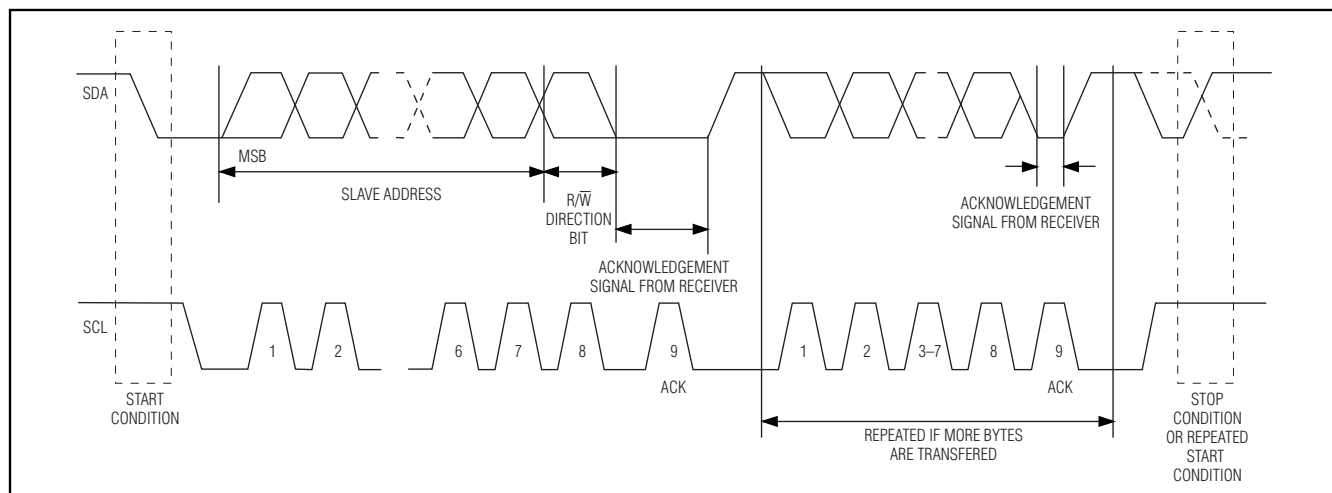 SDA
MSB
SLAVE ADDRESS
R/W̅
DIRECTION
BIT
ACKNOWLEDGEMENT
SIGNAL FROM RECEIVER
ACKNOWLEDGEMENT
SIGNAL FROM RECEIVER
SCL
1
2
6
7
8
9
ACK
1
2
3–7
8
9
ACK
START
CONDITION
REPEATED IF MORE BYTES
ARE TRANSFERED
STOP
CONDITION
OR REPEATED
START
CONDITION